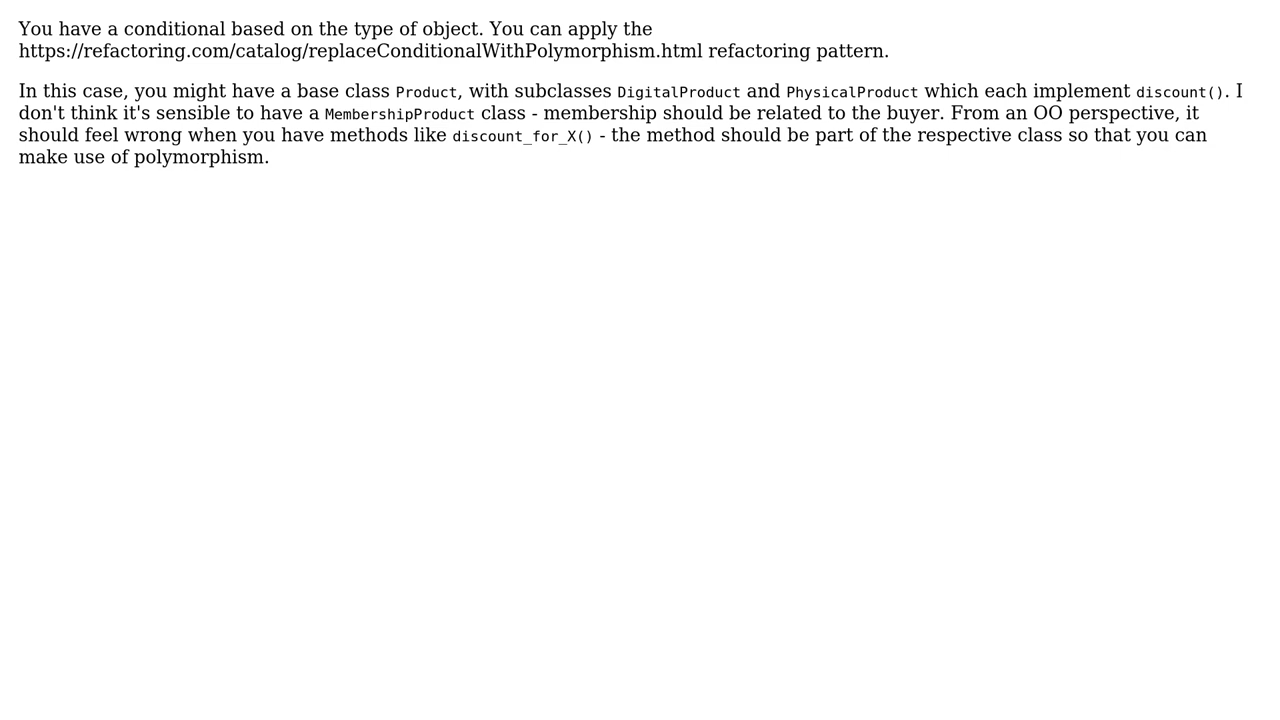 You have a conditional based on the type of object. You can apply the
https://refactoring.com/catalog/replaceConditionalWithPolymorphism.html refactoring pattern.
In this case, you might have a base class Product, with subclasses DigitalProduct and PhysicalProduct which each implement discount(). I
don't think it's sensible to have a MembershipProduct class - membership should be related to the buyer. From an OO perspective, it
should feel wrong when you have methods like discount_for_X() - the method should be part of the respective class so that you can
make use of polymorphism.